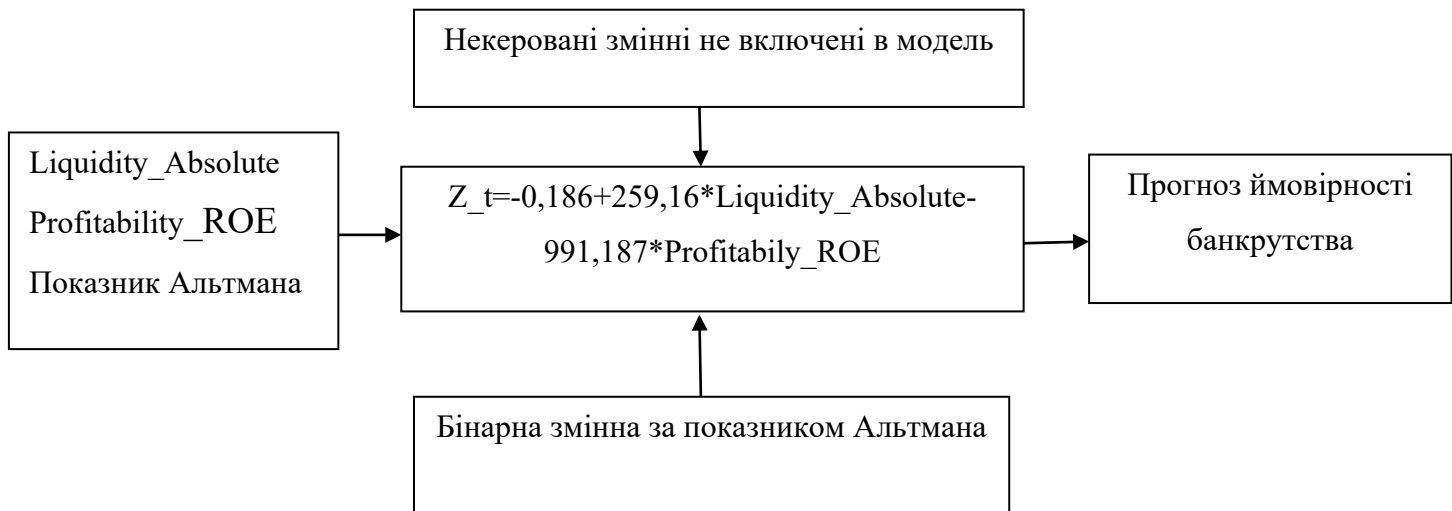 Некеровані змінні не включені в модель
Liquidity_Absolute
Profitability_ROE
Показник Альтмана
Z_t=-0,186+259,16*Liquidity_Absolute-
991,187*Profitabily_ROE
Прогноз ймовірності
банкрутства
Бінарна змінна за показником Альтмана